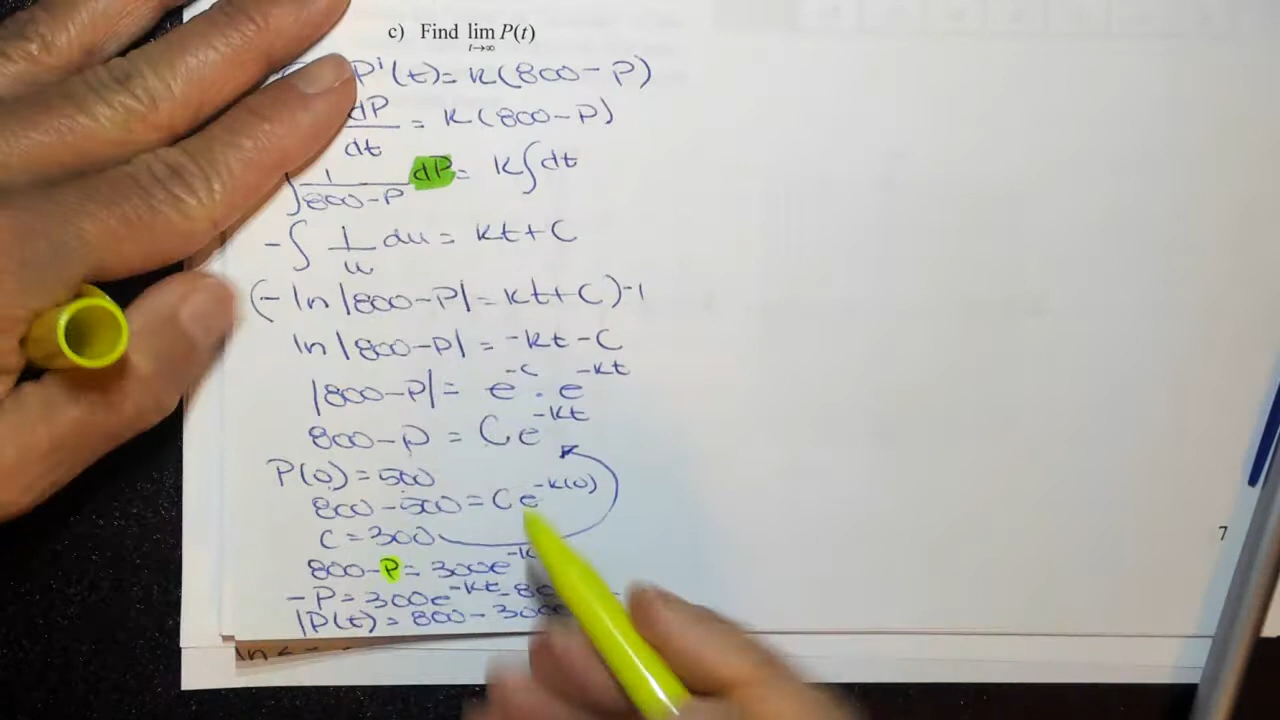 c) Find lim P(t)
t→∞
P'(t) = k(800-P)
dP/dt = k(800-P)
∫ 1/(800-P) dP = k∫dt
-∫ 1/u du = kt+C
(-ln|800-P| = kt+C)-1
ln|800-P| = -kt-C
|800-P| = e^-c · e^-kt
800-P = Ce^-kt
P(0) = 500
800-500 = Ce^-k(0)
C = 300
800-P = 300e
-P = 300e^-kt
P(t) = 800-300
7